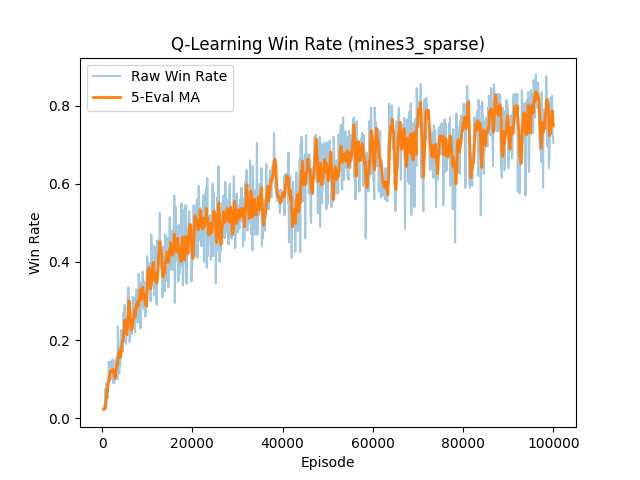 Q-Learning Win Rate (mines3_sparse)
Raw Win Rate
5-Eval MA
Win Rate
0.8
0.6
0.4
0.2
0.0
0
20000
40000
60000
80000
100000
Episode